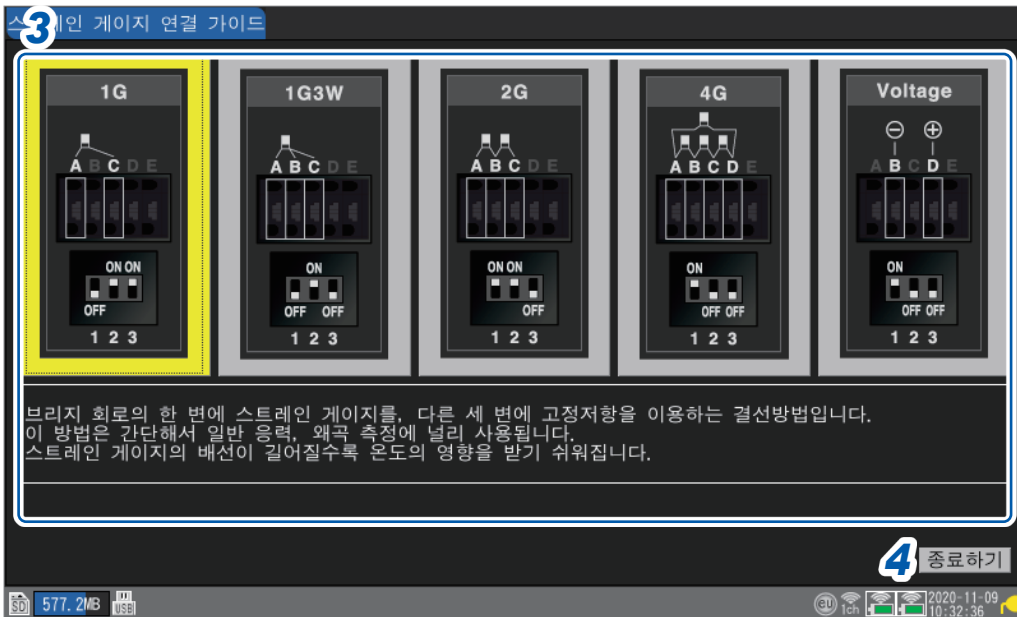 스트레인 게이지 연결 가이드
3
1G
A B C D E
ON ON
OFF
1 2 3
1G3W
A B C D E
ON
OFF OFF
1 2 3
2G
A B C D E
ON ON
OFF
1 2 3
4G
A B C D E
ON
OFF OFF
1 2 3
Voltage
⊖ ⊕
A B C D E
ON
OFF OFF
1 2 3
브리지 회로의 한 변에 스트레인 게이지를, 다른 세 변에 고정저항을 이용하는 결선방법입니다.
이 방법은 간단해서 일반 응력, 왜곡 측정에 널리 사용됩니다.
스트레인 게이지의 배선이 길어질수록 온도의 영향을 받기 쉬워집니다.
4 종료하기
SD 577.2MB USB
eu 1ch 2020-11-09
10:32:36